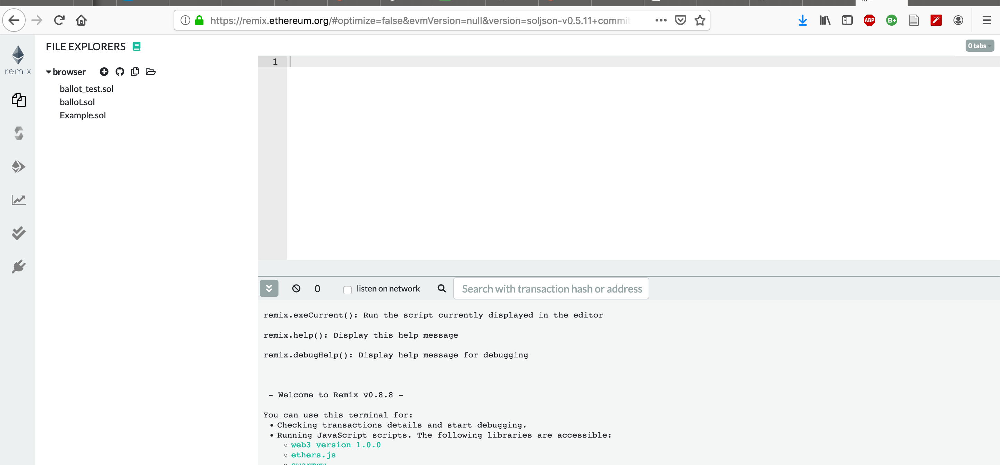 https://remix.ethereum.org/#optimize=false&evmVersion=null&version=soljson-v0.5.11+commit
ABP
B+
remix
FILE EXPLORERS
0 tabs
browser
ballot_test.sol
ballot.sol
Example.sol
1
0
listen on network
Search with transaction hash or address
remix.exeCurrent(): Run the script currently displayed in the editor
remix.help(): Display this help message
remix.debugHelp(): Display help message for debugging
- Welcome to Remix v0.8.8 -
You can use this terminal for:
• Checking transactions details and start debugging.
• Running JavaScript scripts. The following libraries are accessible:
○ web3 version 1.0.0
○ ethers.js